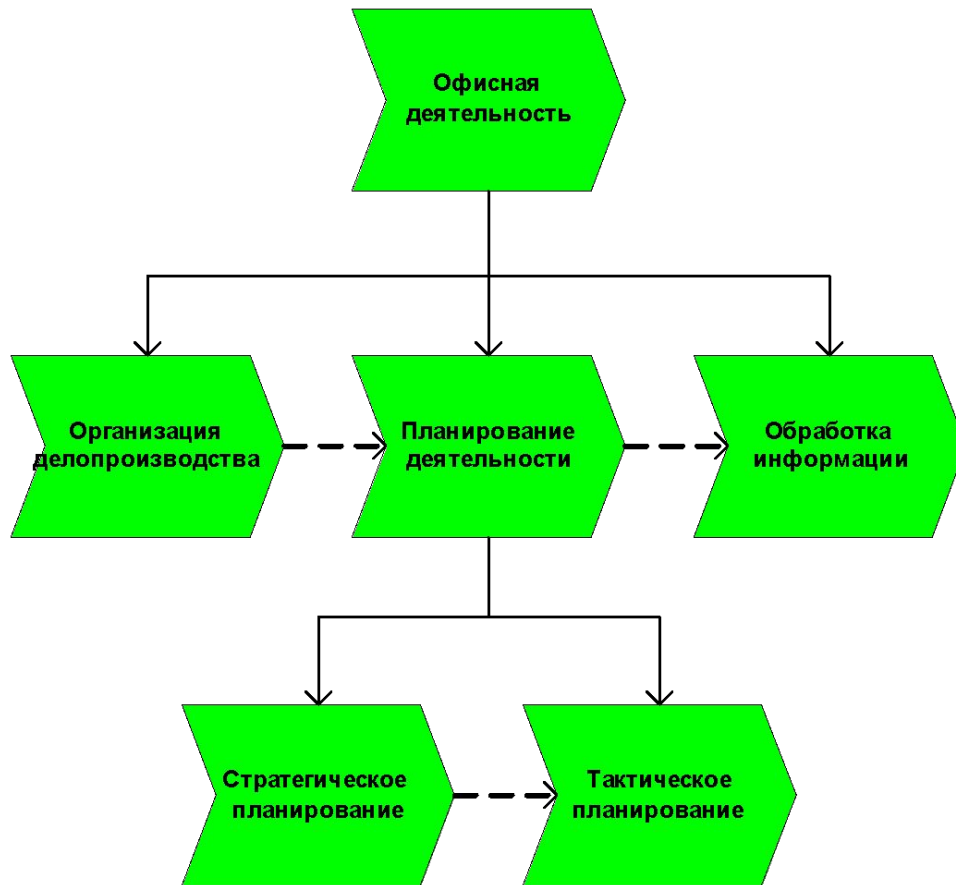 Офисная
деятельность
Организация
делопроизводства
Планирование
деятельности
Обработка
информации
Стратегическое
планирование
Тактическое
планирование